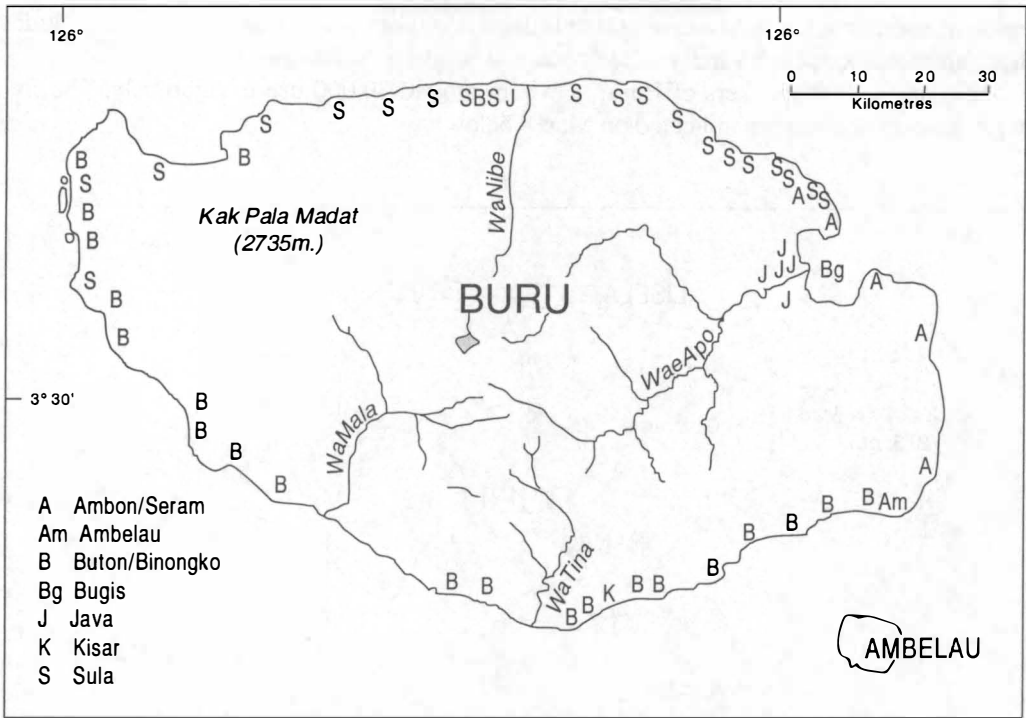 126° 126°
0 10 20 30
Kilometres
S S S SBSJ S S S
S S
B S B S S S S
S S A S S
B A
Kak Pala Madat
(2735m.)
WaNibe
B
S
B
B
J
J J J Bg
J
A
BURU
A
WaeApo
3° 30'
B
B
B
B
WaMala
A
B Am
B
B
B
B
A Ambon/Seram
Am Ambelau
B Buton/Binongko
Bg Bugis
J Java
K Kisar
S Sula
B B
WaTina
B B K B B
AMBELAU